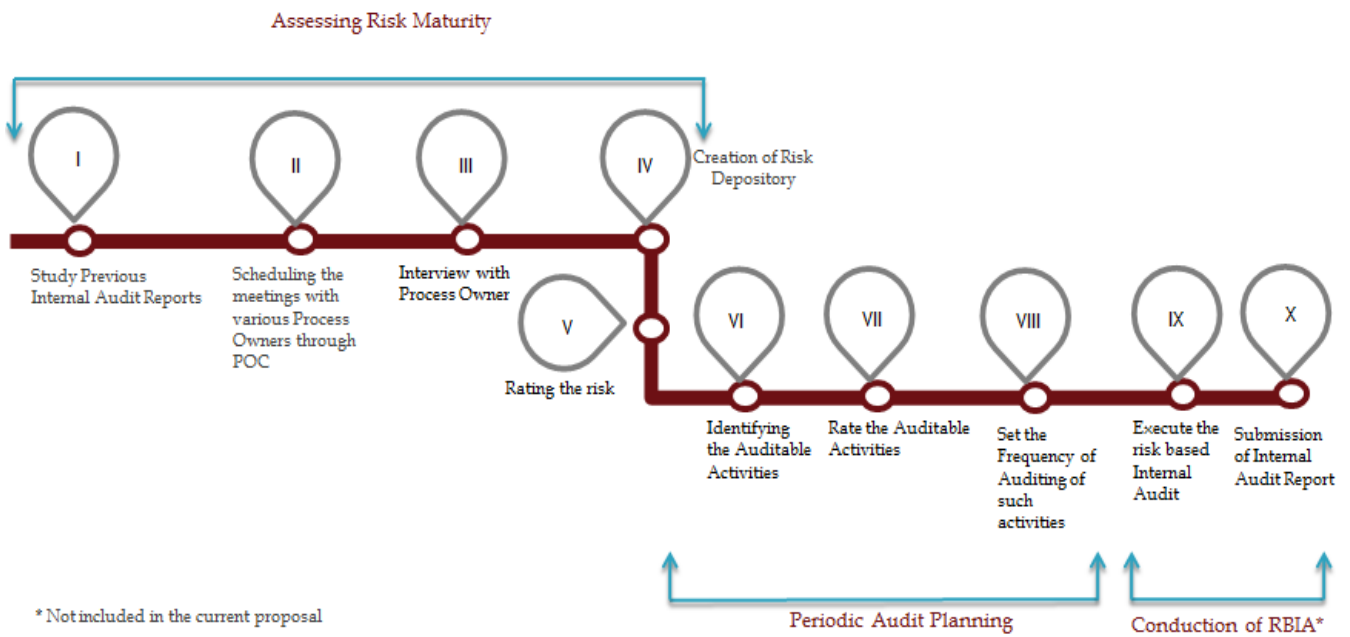 Assessing Risk Maturity
I
II
III
IV
Creation of Risk
Depository
Study Previous
Internal Audit Reports
Scheduling the
meetings with
various Process
Owners through
POC
Interview with
Process Owner
V
Rating the risk
VI
VII
VIII
IX
X
Identifying
the Auditable
Activities
Rate the Auditable
Activities
Set the
Frequency of
Auditing of
such
activities
Execute the
risk based
Internal
Audit
Submission
of Internal
Audit Report
* Not included in the current proposal
Periodic Audit Planning
Conduction of RBIA*